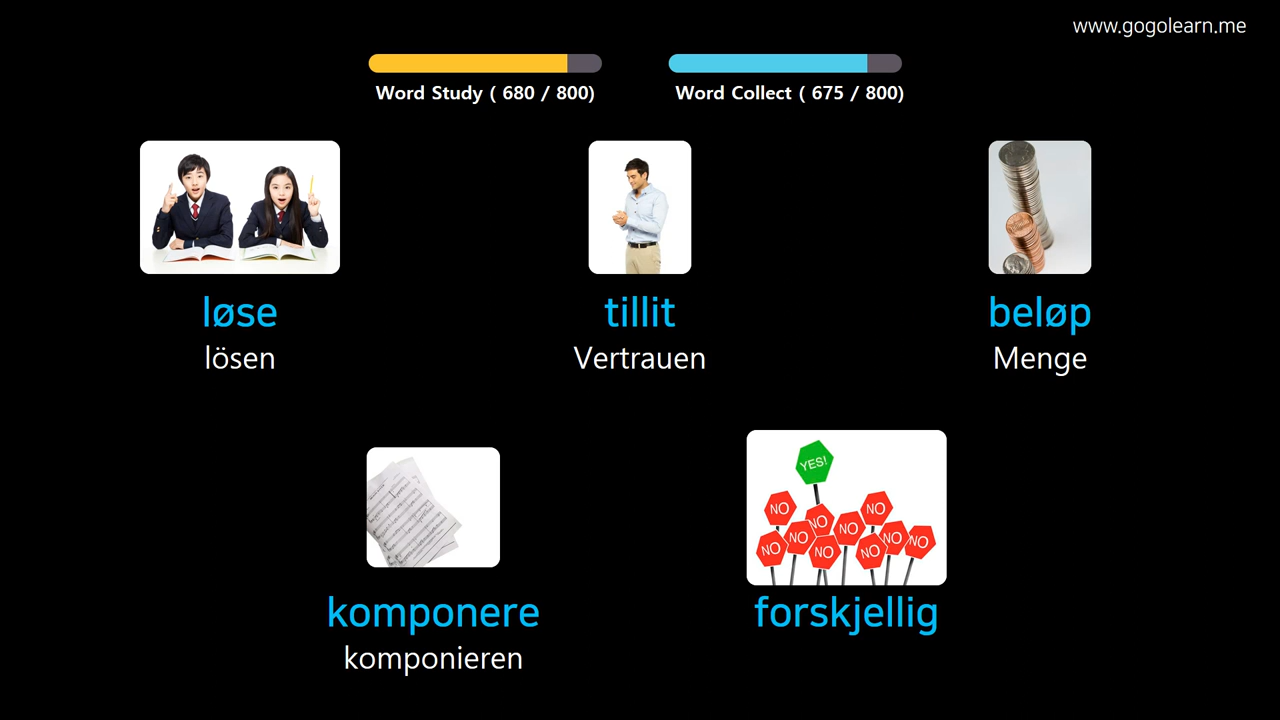 www.gogolearn.me
Word Study ( 680 / 800)
Word Collect ( 675 / 800)
løse
lösen
tillit
Vertrauen
beløp
Menge
YES!
NO
NO
NO
NO
NO
NO
NO
NO
NO
NO
komponere
komponieren
forskjellig